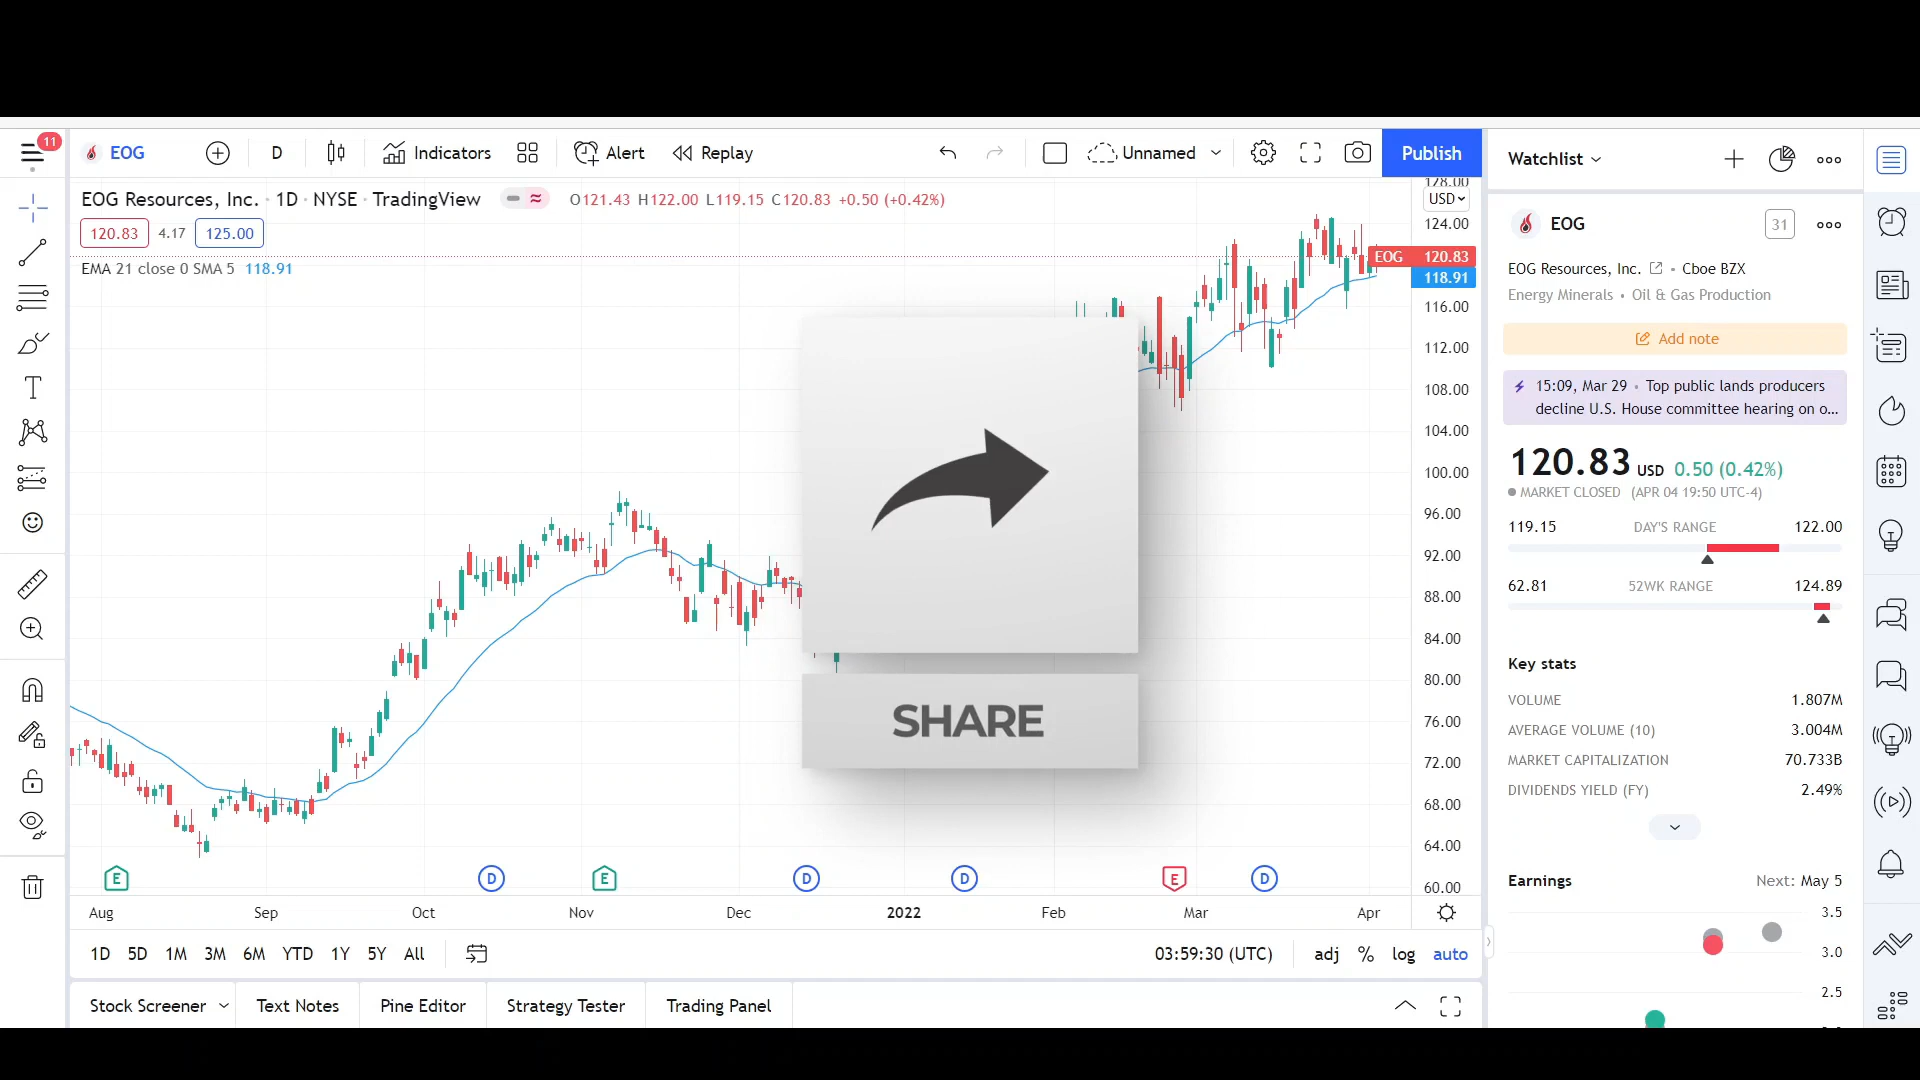 11
EOG
D
Indicators
Alert
Replay
Unnamed
Publish
EOG Resources, Inc. · 1D · NYSE · TradingView
O121.43 H122.00 L119.15 C120.83 +0.50 (+0.42%)
120.83 4.17 125.00
EMA 21 close 0 SMA 5 118.91
128.00
USD
124.00
EOG 120.83
118.91
116.00
112.00
108.00
104.00
100.00
96.00
92.00
88.00
84.00
80.00
76.00
72.00
68.00
64.00
60.00
SHARE
E D E D D E D
Aug Sep Oct Nov Dec 2022 Feb Mar Apr
1D 5D 1M 3M 6M YTD 1Y 5Y All
03:59:30 (UTC) adj % log auto
Stock Screener Text Notes Pine Editor Strategy Tester Trading Panel
Watchlist
EOG
31
EOG Resources, Inc. • Cboe BZX
Energy Minerals • Oil & Gas Production
Add note
15:09, Mar 29 • Top public lands producers
decline U.S. House committee hearing on o...
120.83 USD 0.50 (0.42%)
MARKET CLOSED (APR 04 19:50 UTC-4)
119.15 DAY'S RANGE 122.00
62.81 52WK RANGE 124.89
Key stats
VOLUME 1.807M
AVERAGE VOLUME (10) 3.004M
MARKET CAPITALIZATION 70.733B
DIVIDENDS YIELD (FY) 2.49%
Earnings Next: May 5
3.5
3.0
2.5